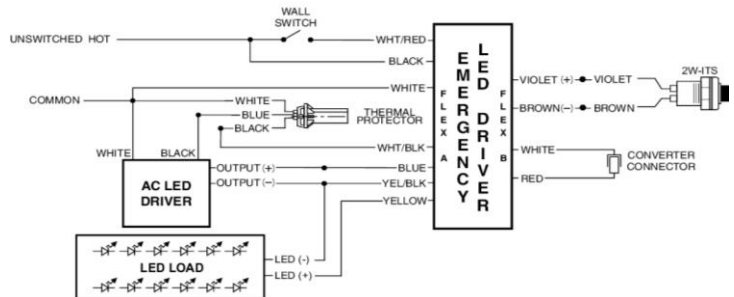 WALL
SWITCH
UNSWITCHED HOT
WHT/RED
BLACK
WHITE
COMMON
WHITE
BLUE
BLACK
THERMAL
PROTECTOR
WHITE
BLACK
WHT/BLK
OUTPUT (+)
BLUE
OUTPUT (−)
YEL/BLK
YELLOW
AC LED
DRIVER
LED LOAD
LED (-)
LED (+)
FLEX A
EMERGENCY
LED DRIVER
FLEX B
VIOLET (+)
VIOLET
2W-ITS
BROWN(−)
BROWN
WHITE
RED
CONVERTER
CONNECTOR